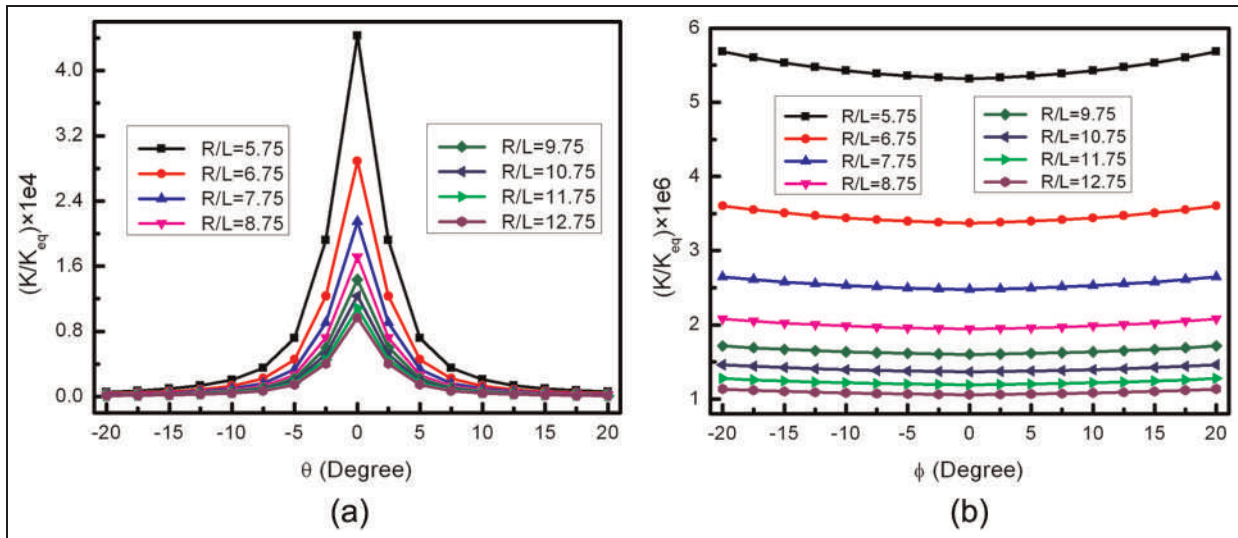 (K/K_eq)×1e4
4.0
3.2
2.4
1.6
0.8
0.0
R/L=5.75
R/L=6.75
R/L=7.75
R/L=8.75
R/L=9.75
R/L=10.75
R/L=11.75
R/L=12.75
-20 -15 -10 -5 0 5 10 15 20
θ (Degree)
(a)
(K/K_eq)×1e6
6
5
4
3
2
1
R/L=5.75
R/L=6.75
R/L=7.75
R/L=8.75
R/L=9.75
R/L=10.75
R/L=11.75
R/L=12.75
-20 -15 -10 -5 0 5 10 15 20
ϕ (Degree)
(b)